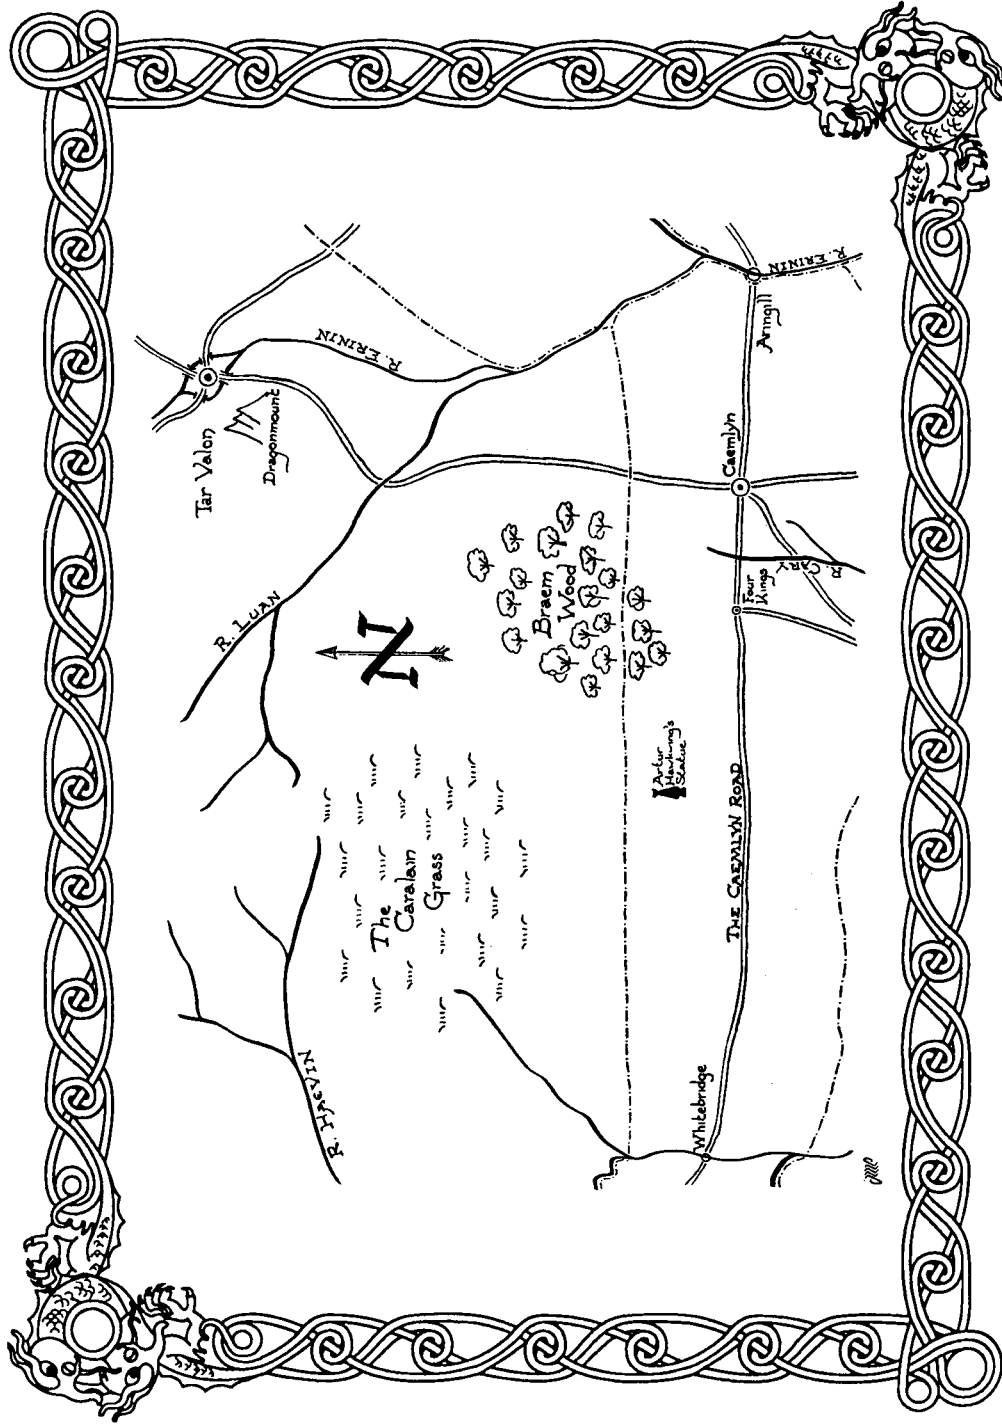 Tar Valon
Dragonmount
R. ERININ
R. LUAN
N
R. HAEVIN
The
Caralain
Grass
Braem
Wood
Artur
Hawkwing's
Statue
Aringill
R. ERININ
Caemlyn
R. CARY
Four
Kings
THE CAEMLYN ROAD
Whitebridge